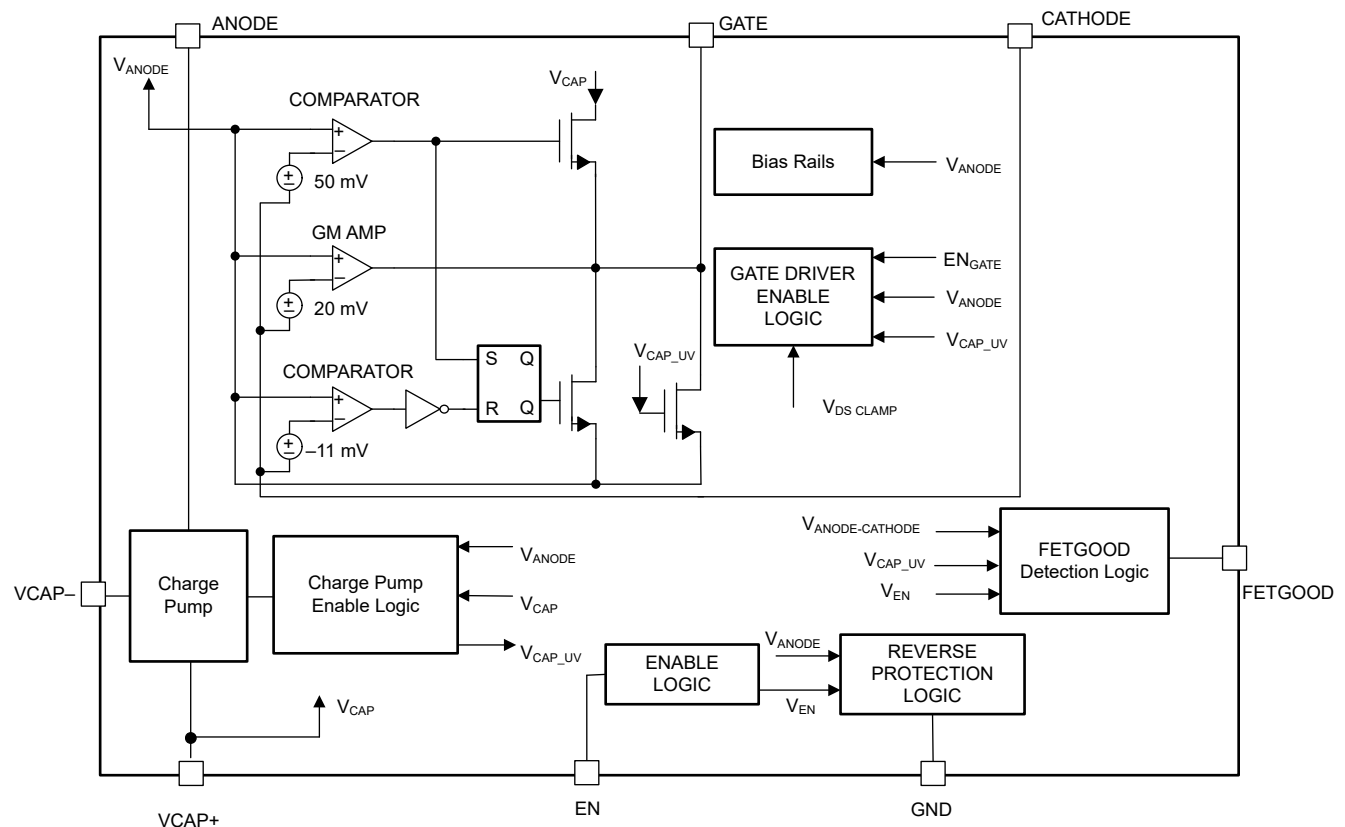 ANODE
GATE
CATHODE
VANODE
VCAP
COMPARATOR
+
−
50 mV
Bias Rails
VANODE
GM AMP
+
−
20 mV
GATE DRIVER
ENABLE
LOGIC
ENGATE
VANODE
VCAP_UV
VDS CLAMP
COMPARATOR
+
−
–11 mV
S Q
R Q
VCAP_UV
Charge
Pump
Charge Pump
Enable Logic
VANODE
VCAP
VCAP_UV
VCAP–
VANODE-CATHODE
VCAP_UV
VEN
FETGOOD
Detection Logic
FETGOOD
VCAP
ENABLE
LOGIC
VANODE
VEN
REVERSE
PROTECTION
LOGIC
VCAP+
EN
GND